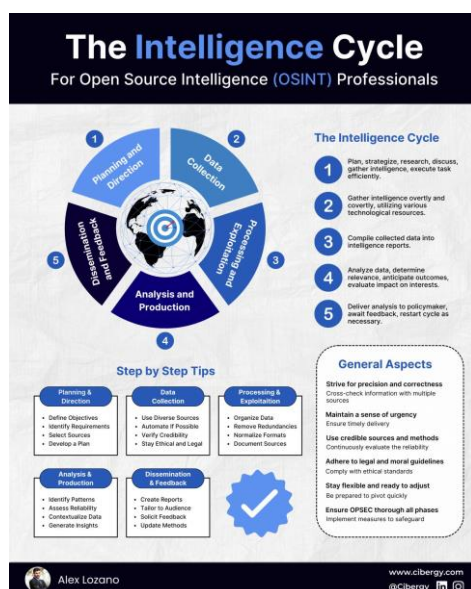 The Intelligence Cycle
For Open Source Intelligence (OSINT) Professionals
1
Planning and
Direction
2
Data
Collection
3
Processing and
Exploitation
4
Analysis and
Production
5
Dissemination
and Feedback
The Intelligence Cycle
1
Plan, strategize, research, discuss,
gather intelligence, execute task
efficiently.
2
Gather intelligence overtly and
covertly, utilizing various
technological resources.
3
Compile collected data into
intelligence reports.
4
Analyze data, determine
relevance, anticipate outcomes,
evaluate impact on interests.
5
Deliver analysis to policymaker,
await feedback, restart cycle as
necessary.
Step by Step Tips
Planning &
Direction
• Define Objectives
• Identify Requirements
• Select Sources
• Develop a Plan
Data
Collection
• Use Diverse Sources
• Automate If Possible
• Verify Credibility
• Stay Ethical and Legal
Processing &
Exploitaition
• Organize Data
• Remove Redundancies
• Normalize Formats
• Document Sources
Analysis &
Production
• Identify Patterns
• Assess Reliability
• Contextualize Data
• Generate Insights
Dissemination
& Feedback
• Create Reports
• Tailor to Audience
• Solicit Feedback
• Update Methods
General Aspects
Strive for precision and correctness
Cross-check information with multiple
sources
Maintain a sense of urgency
Ensure timely delivery
Use credible sources and methods
Continuously evaluate the reliability
Adhere to legal and moral guidelines
Comply with ethical standards
Stay flexible and ready to adjust
Be prepared to pivot quickly
Ensure OPSEC thorough all phases
Implement measures to safeguard
Alex Lozano
www.cibergy.com
@Cibergy